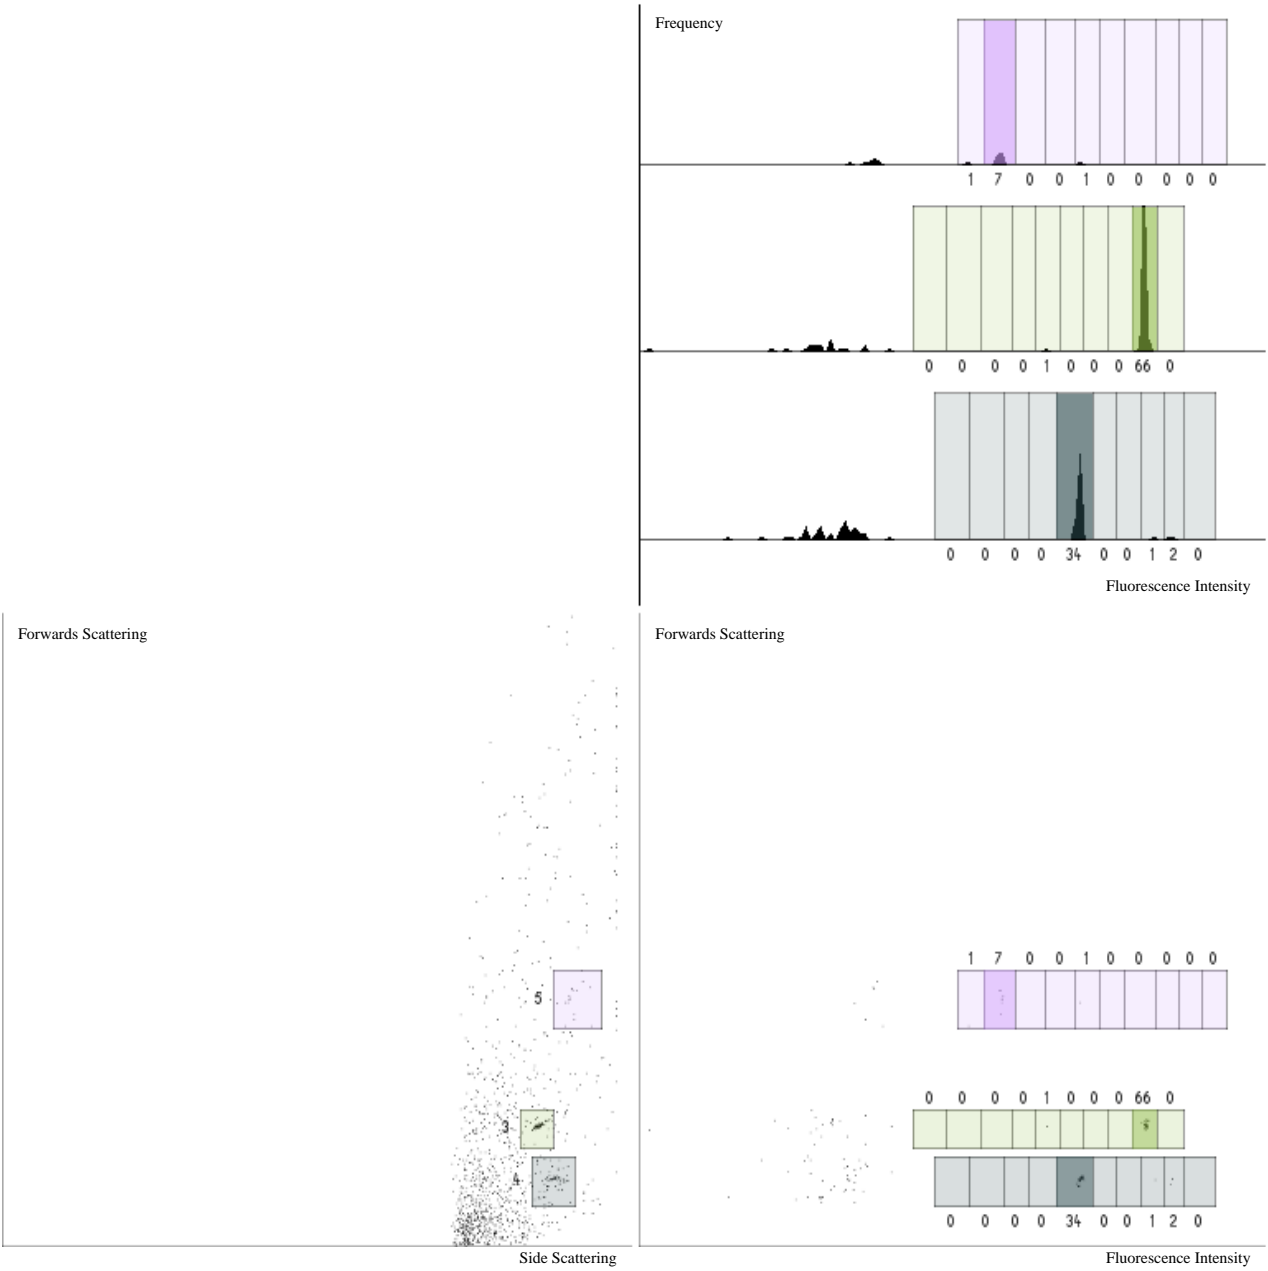 Frequency
1 7 0 0 1 0 0 0 0 0
0 0 0 0 1 0 0 0 66 0
0 0 0 0 34 0 0 1 2 0
Fluorescence Intensity
Forwards Scattering
5
3
4
Side Scattering
Forwards Scattering
1 7 0 0 1 0 0 0 0 0
0 0 0 0 1 0 0 0 66 0
0 0 0 0 34 0 0 1 2 0
Fluorescence Intensity